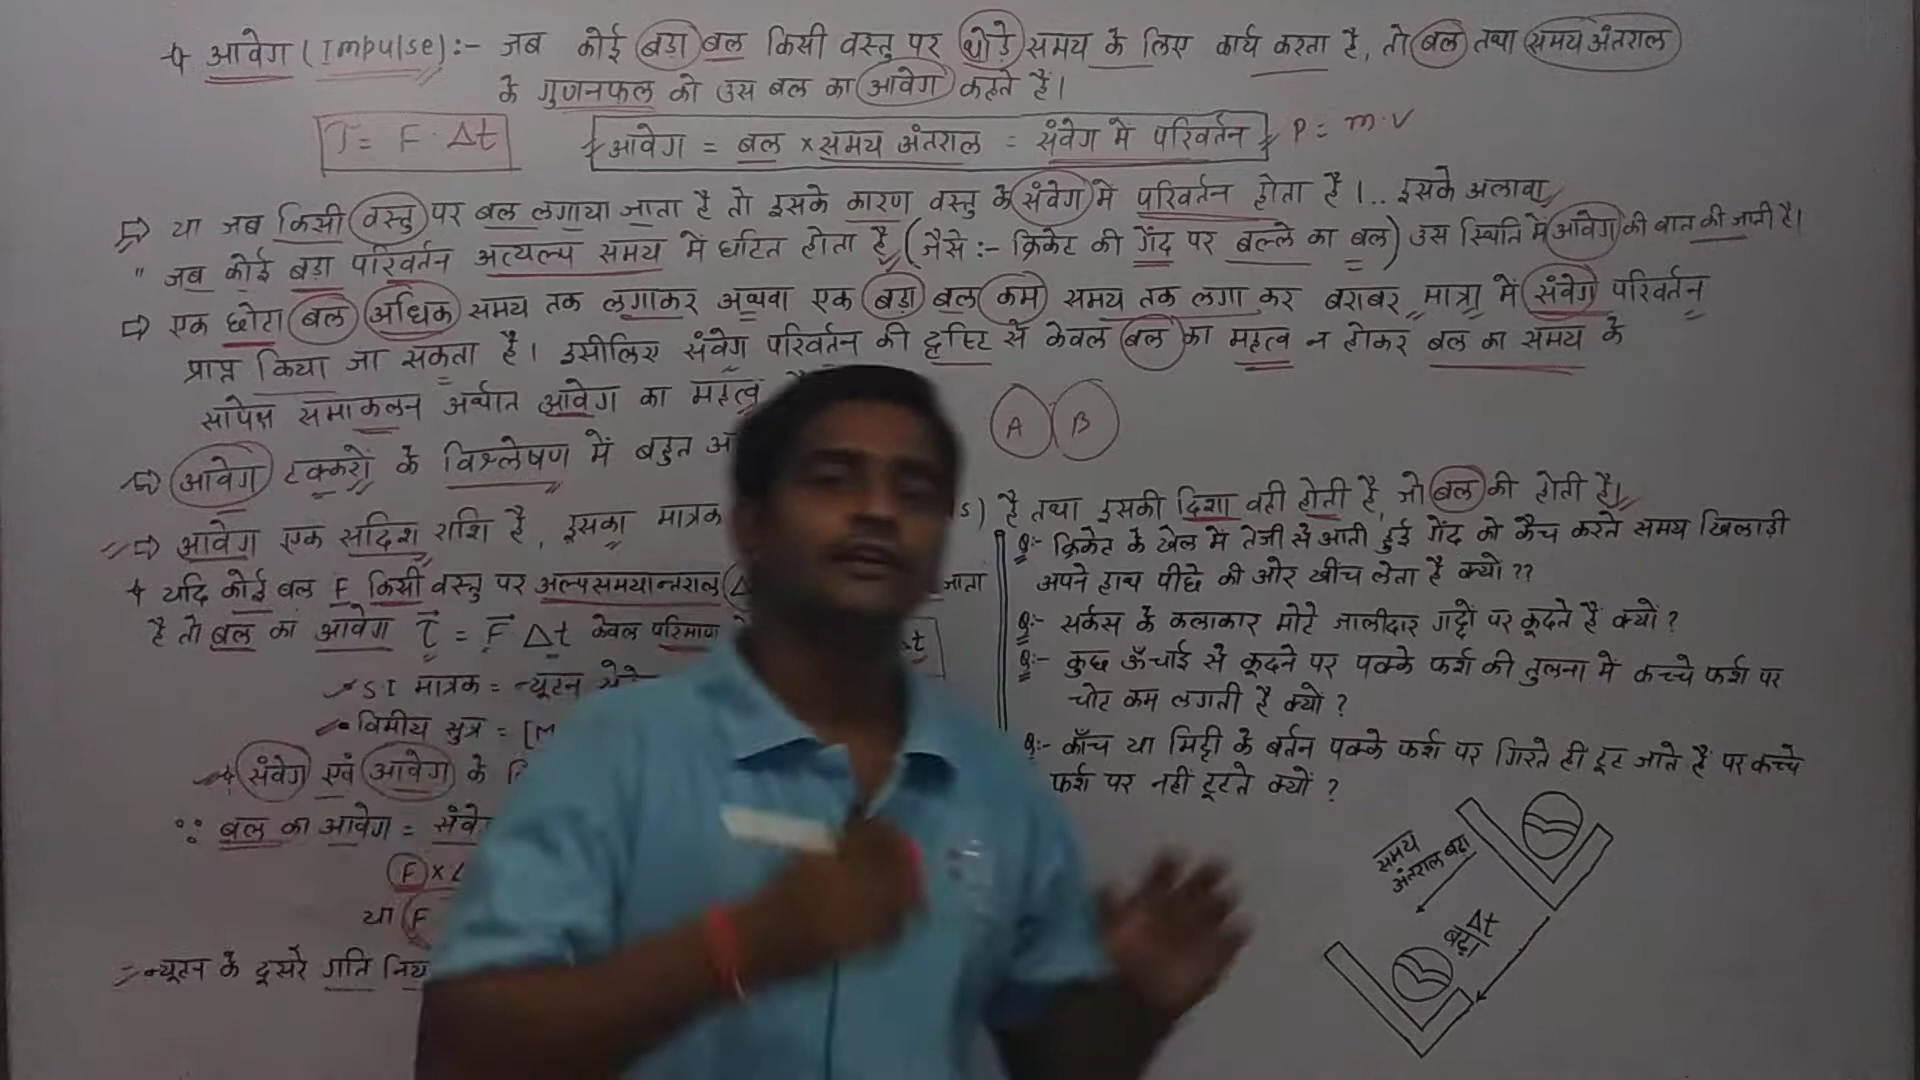 आवेग (Impulse):- जब कोई बड़ा बल किसी वस्तु पर थोड़े समय के लिए कार्य करता है, तो बल तथा समय अंतराल
के गुणनफल को उस बल का आवेग कहते हैं।
I = F · Δt
आवेग = बल × समय अंतराल = संवेग में परिवर्तन
P = m·v
⇒ या जब किसी वस्तु पर बल लगाया जाता है तो इसके कारण वस्तु के संवेग में परिवर्तन होता है।.. इसके अलावा
" जब कोई बड़ा परिवर्तन अत्यल्प समय में घटित होता है, (जैसे:- क्रिकेट की गेंद पर बल्ले का बल) उस स्थिति में आवेग की बात की जाती है।
⇒ एक छोटा बल अधिक समय तक लगाकर अथवा एक बड़ा बल कम समय तक लगा कर बराबर मात्रा में संवेग परिवर्तन
प्राप्त किया जा सकता है। इसीलिए संवेग परिवर्तन की दृष्टि से केवल बल का महत्व न होकर बल का समय के
सापेक्ष समाकलन अर्थात आवेग का महत्व
A B
⇒ आवेग टक्करों के विश्लेषण में बहुत
⇒ आवेग एक सदिश राशि है, इसका मात्रक s) है तथा इसकी दिशा वही होती है, जो बल की होती है।
यदि कोई बल F किसी वस्तु पर अल्पसमयान्तराल जाता
है तो बल का आवेग I⃗ = F⃗ Δt केवल परिमाण t
SI मात्रक = न्यूटन
विमीय सुत्र = [M
संवेग एवं आवेग के
∵ बल का आवेग = संवे
F ×
या F
= न्यूटन के दूसरे गति निय
Q:- क्रिकेट के खेल में तेजी से आती हुई गेंद को कैच करते समय खिलाड़ी
अपने हाथ पीछे की ओर खींच लेता है क्यों??
Q:- सर्कस के कलाकार मोटे जालीदार गद्दों पर कूदते हैं क्यों?
Q:- कुछ ऊँचाई से कूदने पर पक्के फर्श की तुलना में कच्चे फर्श पर
चोट कम लगती है क्यों?
Q:- काँच या मिट्टी के बर्तन पक्के फर्श पर गिरते ही टूट जाते हैं पर कच्चे
फर्श पर नहीं टूटते क्यों?
समय
अंतराल बढ़ा
Δt
बढ़ा